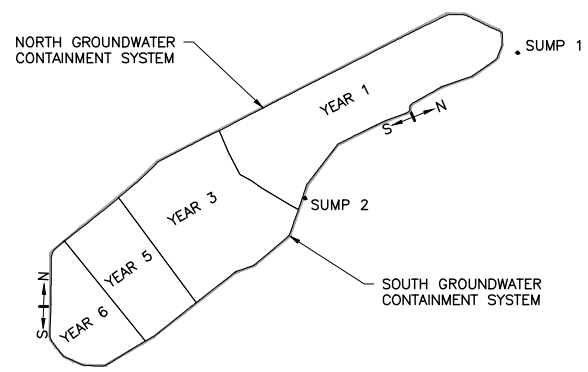 NORTH GROUNDWATER
CONTAINMENT SYSTEM
SUMP 1
YEAR 1
S N
YEAR 3
SUMP 2
YEAR 5
N
S
YEAR 6
SOUTH GROUNDWATER
CONTAINMENT SYSTEM